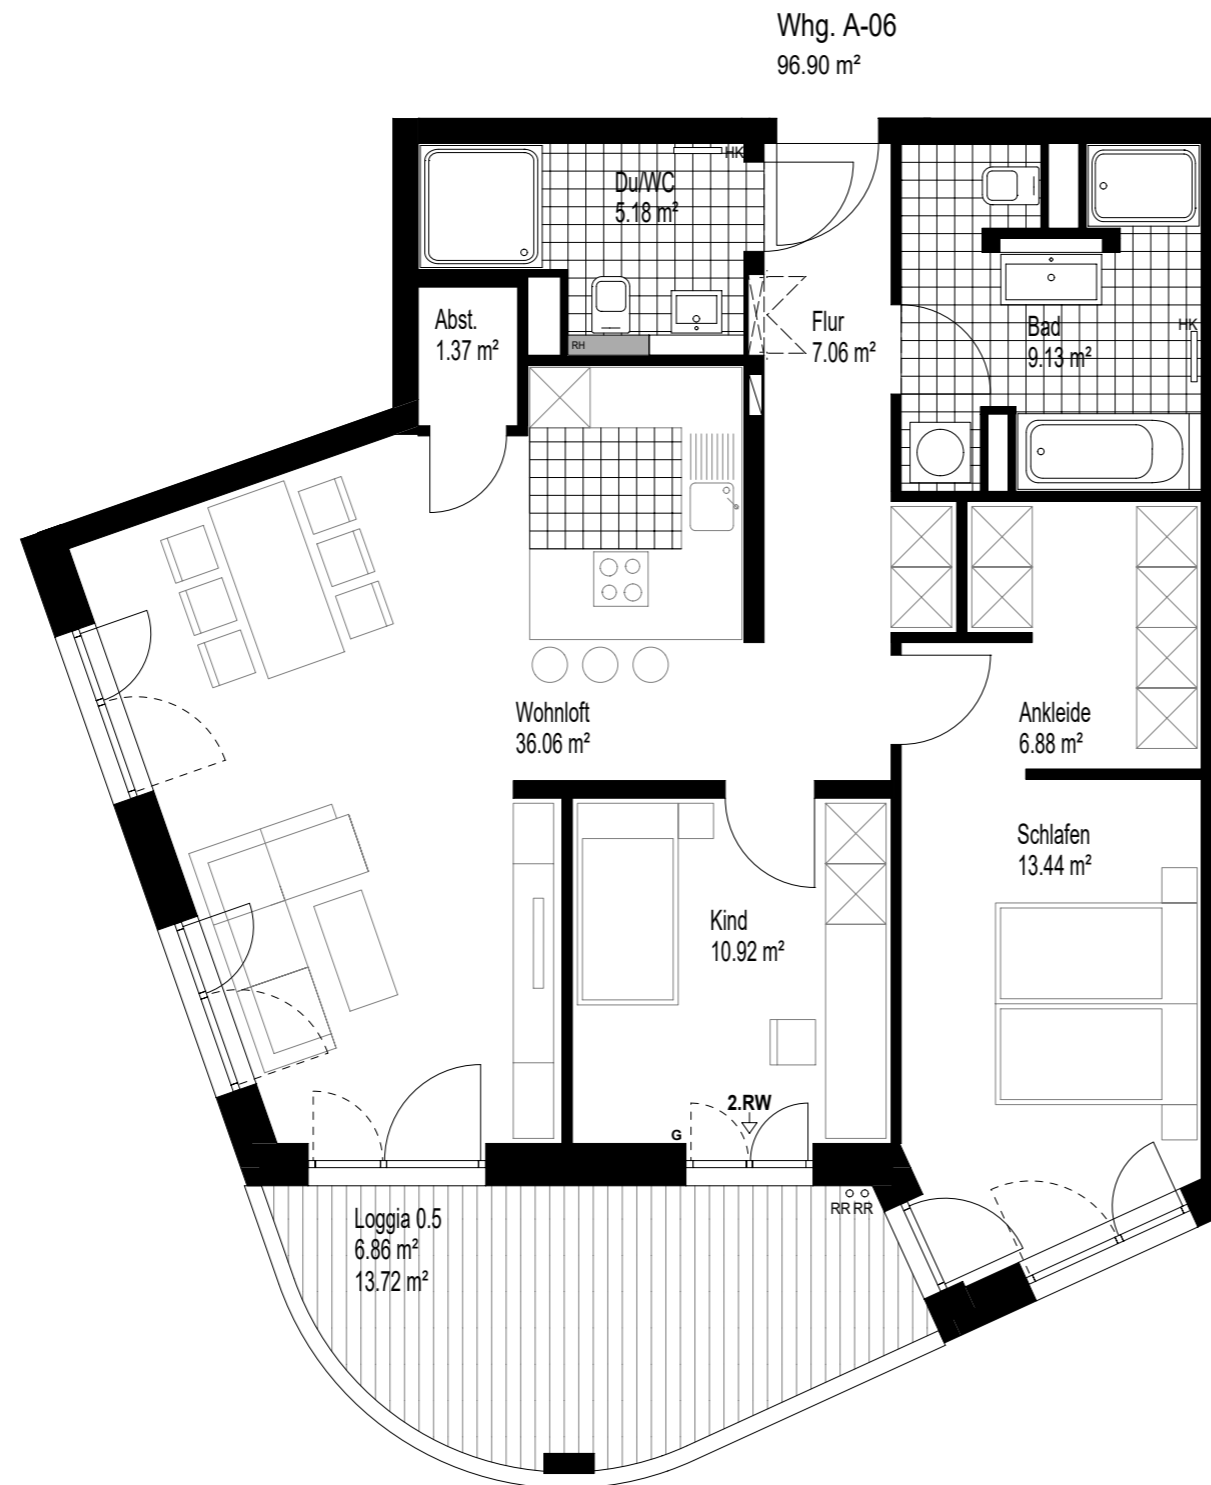 Whg. A-06
96.90 m²
HK
Du/WC
5.18 m²
Abst.
1.37 m²
RH
Flur
7.06 m²
Bad
9.13 m²
HK
Wohnloft
36.06 m²
Ankleide
6.88 m²
Schlafen
13.44 m²
Kind
10.92 m²
2.RW
G
RR RR
Loggia 0.5
6.86 m²
13.72 m²